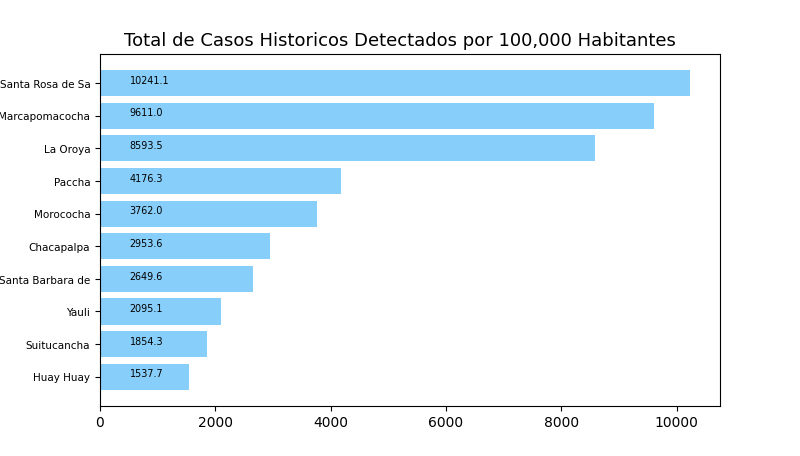 Total de Casos Historicos Detectados por 100,000 Habitantes
Santa Rosa de Sa 10241.1
Marcapomacocha 9611.0
La Oroya 8593.5
Paccha 4176.3
Morococha 3762.0
Chacapalpa 2953.6
Santa Barbara de 2649.6
Yauli 2095.1
Suitucancha 1854.3
Huay Huay 1537.7
0 2000 4000 6000 8000 10000